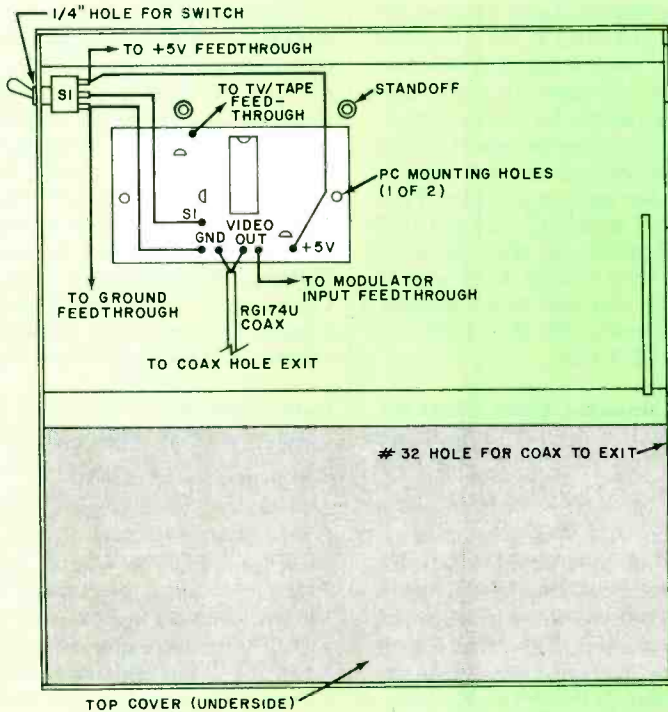 1/4" HOLE FOR SWITCH
TO +5V FEEDTHROUGH
S1
TO TV/TAPE
FEED-
THROUGH
STANDOFF
PC MOUNTING HOLES
(1 OF 2)
S1
GND
VIDEO
OUT
+5V
TO GROUND
FEEDTHROUGH
RG174U
COAX
TO MODULATOR
INPUT FEEDTHROUGH
TO COAX HOLE EXIT
# 32 HOLE FOR COAX TO EXIT
TOP COVER (UNDERSIDE)